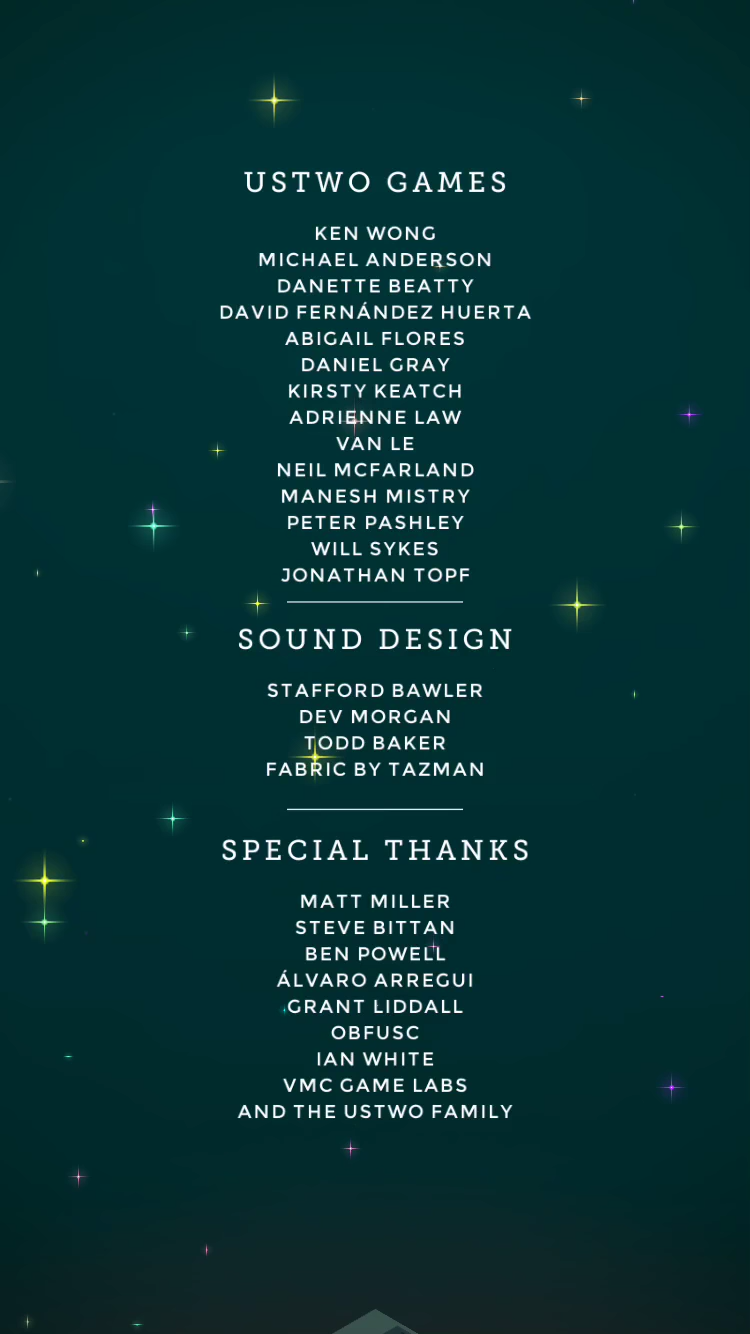 USTWO GAMES
KEN WONG
MICHAEL ANDERSON
DANETTE BEATTY
DAVID FERNÁNDEZ HUERTA
ABIGAIL FLORES
DANIEL GRAY
KIRSTY KEATCH
ADRIENNE LAW
VAN LE
NEIL MCFARLAND
MANESH MISTRY
PETER PASHLEY
WILL SYKES
JONATHAN TOPF
SOUND DESIGN
STAFFORD BAWLER
DEV MORGAN
TODD BAKER
FABRIC BY TAZMAN
SPECIAL THANKS
MATT MILLER
STEVE BITTAN
BEN POWELL
ÁLVARO ARREGUI
GRANT LIDDALL
OBFUSC
IAN WHITE
VMC GAME LABS
AND THE USTWO FAMILY